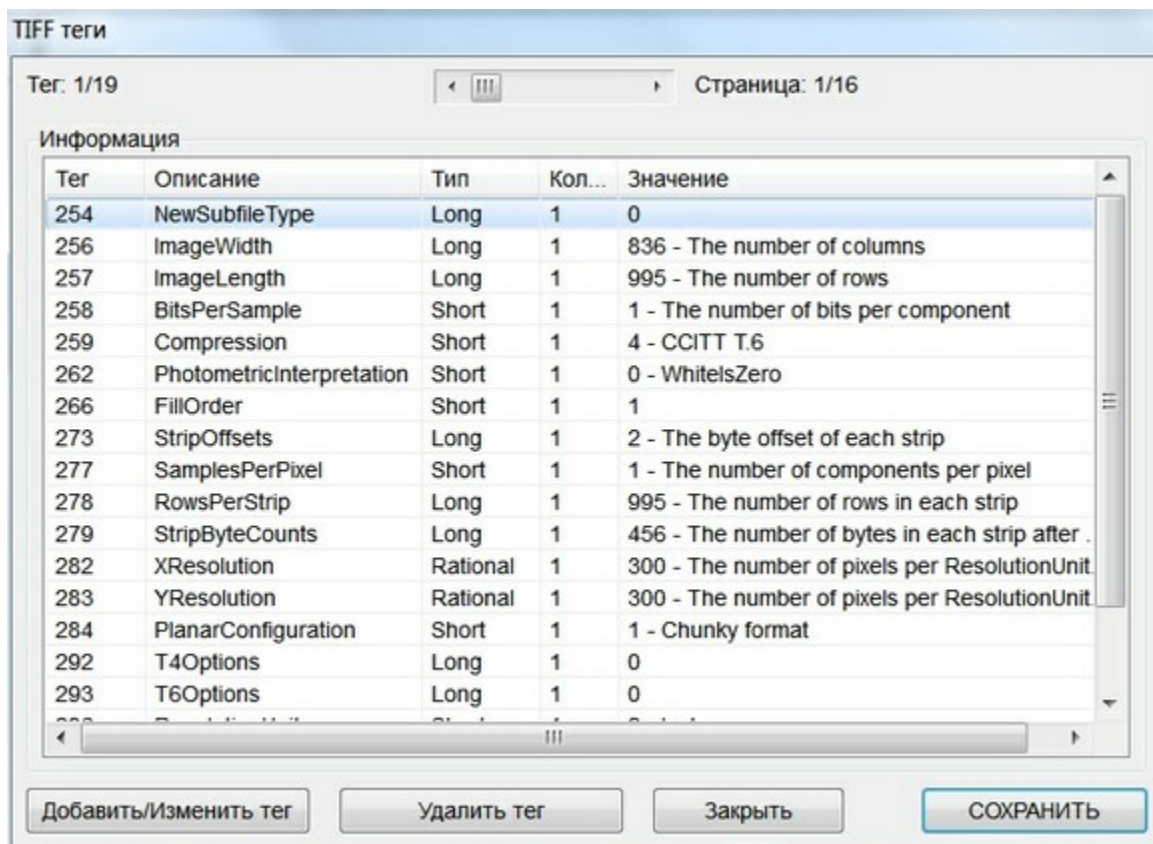 TIFF теги
Тег: 1/19 Страница: 1/16
Информация
Тег Описание Тип Кол... Значение
254 NewSubfileType Long 1 0
256 ImageWidth Long 1 836 - The number of columns
257 ImageLength Long 1 995 - The number of rows
258 BitsPerSample Short 1 1 - The number of bits per component
259 Compression Short 1 4 - CCITT T.6
262 PhotometricInterpretation Short 1 0 - WhiteIsZero
266 FillOrder Short 1 1
273 StripOffsets Long 1 2 - The byte offset of each strip
277 SamplesPerPixel Short 1 1 - The number of components per pixel
278 RowsPerStrip Long 1 995 - The number of rows in each strip
279 StripByteCounts Long 1 456 - The number of bytes in each strip after .
282 XResolution Rational 1 300 - The number of pixels per ResolutionUnit.
283 YResolution Rational 1 300 - The number of pixels per ResolutionUnit.
284 PlanarConfiguration Short 1 1 - Chunky format
292 T4Options Long 1 0
293 T6Options Long 1 0
Добавить/Изменить тег Удалить тег Закрыть СОХРАНИТЬ